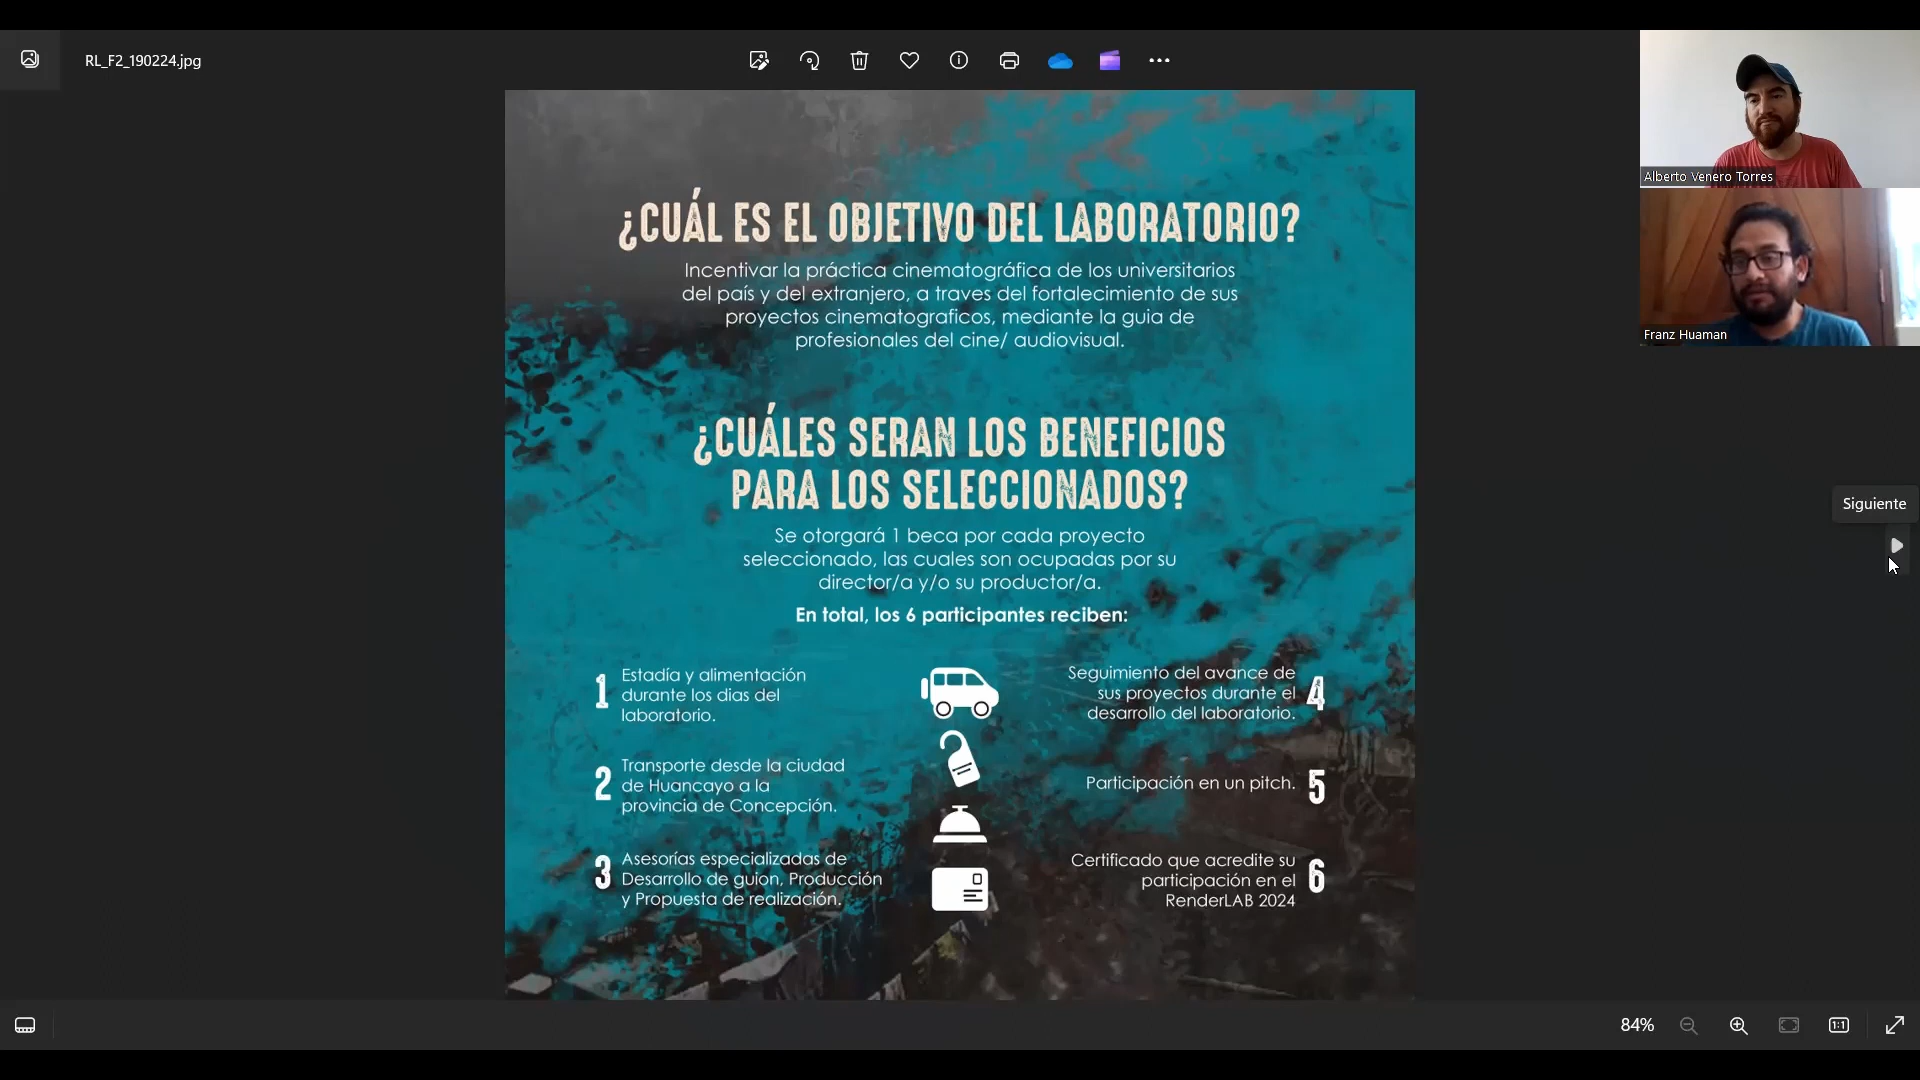 RL_F2_190224.jpg
Alberto Venero Torres
Franz Huaman
¿CUÁL ES EL OBJETIVO DEL LABORATORIO?
Incentivar la práctica cinematográfica de los universitarios
del país y del extranjero, a traves del fortalecimiento de sus
proyectos cinematograficos, mediante la guia de
profesionales del cine/ audiovisual.
¿CUÁLES SERAN LOS BENEFICIOS
PARA LOS SELECCIONADOS?
Se otorgará 1 beca por cada proyecto
seleccionado, las cuales son ocupadas por su
director/a y/o su productor/a.
En total, los 6 participantes reciben:
1
Estadía y alimentación
durante los dias del
laboratorio.
2
Transporte desde la ciudad
de Huancayo a la
provincia de Concepción.
3
Asesorías especializadas de
Desarrollo de guion, Producción
y Propuesta de realización.
Seguimiento del avance de
sus proyectos durante el
desarrollo del laboratorio.
4
Participación en un pitch.
5
Certificado que acredite su
participación en el
RenderLAB 2024
6
Siguiente
84%
1:1